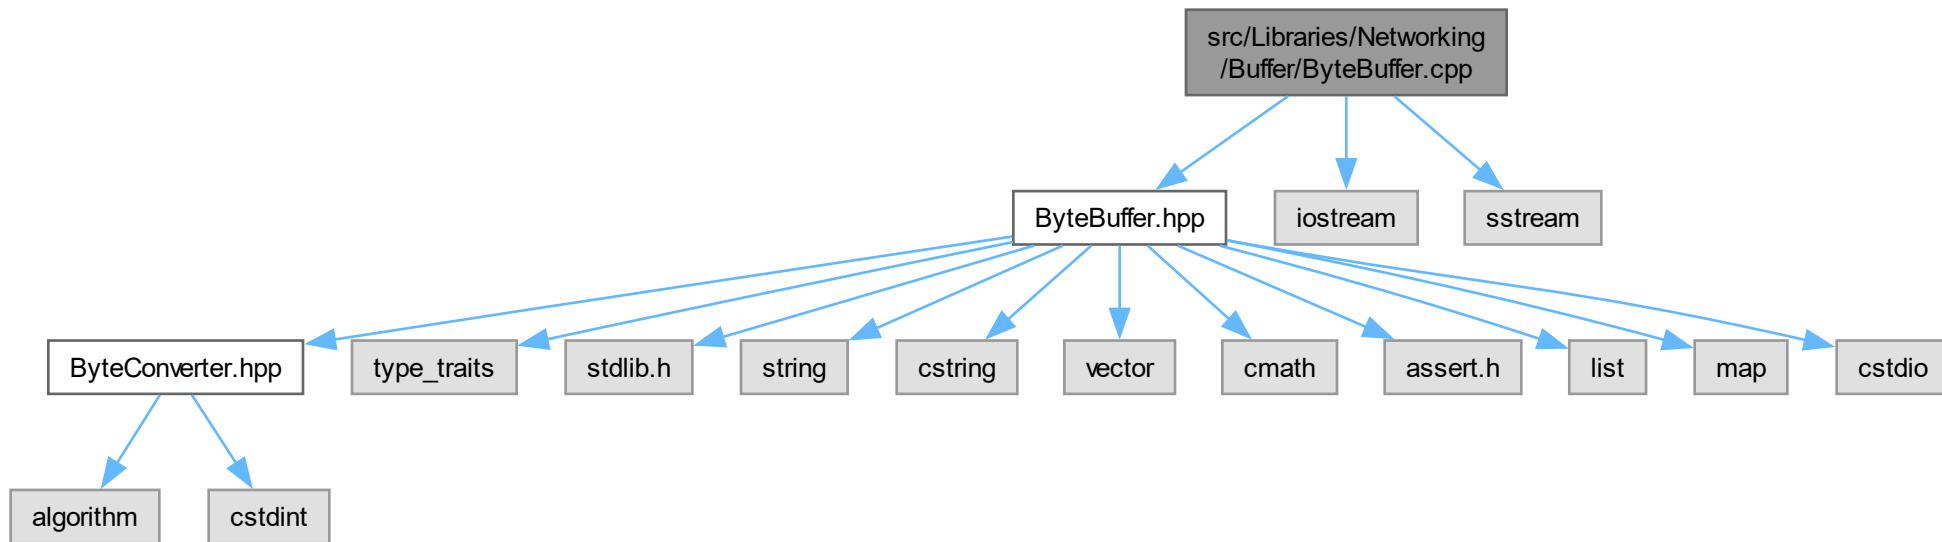 src/Libraries/Networking
/Buffer/ByteBuffer.cpp
ByteBuffer.hpp
iostream
sstream
ByteConverter.hpp
type_traits
stdlib.h
string
cstring
vector
cmath
assert.h
list
map
cstdio
algorithm
cstdint